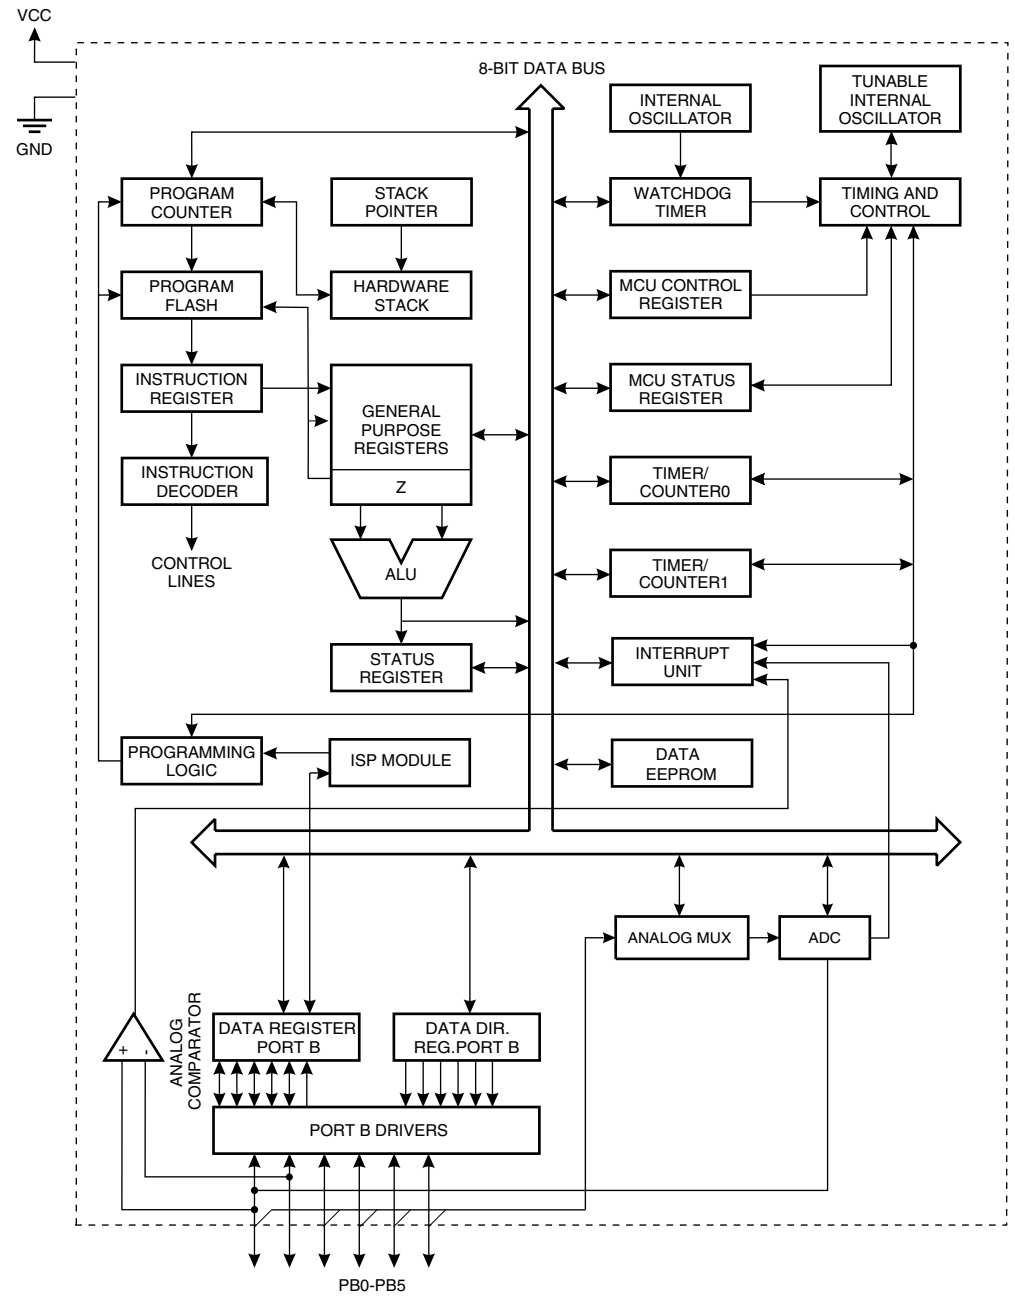 VCC
GND
8-BIT DATA BUS
INTERNAL
OSCILLATOR
TUNABLE
INTERNAL
OSCILLATOR
PROGRAM
COUNTER
STACK
POINTER
WATCHDOG
TIMER
TIMING AND
CONTROL
PROGRAM
FLASH
HARDWARE
STACK
MCU CONTROL
REGISTER
INSTRUCTION
REGISTER
GENERAL
PURPOSE
REGISTERS
Z
MCU STATUS
REGISTER
INSTRUCTION
DECODER
TIMER/
COUNTER0
CONTROL
LINES
ALU
TIMER/
COUNTER1
STATUS
REGISTER
INTERRUPT
UNIT
PROGRAMMING
LOGIC
ISP MODULE
DATA
EEPROM
ANALOG MUX
ADC
ANALOG
COMPARATOR
+
-
DATA REGISTER
PORT B
DATA DIR.
REG.PORT B
PORT B DRIVERS
PB0-PB5